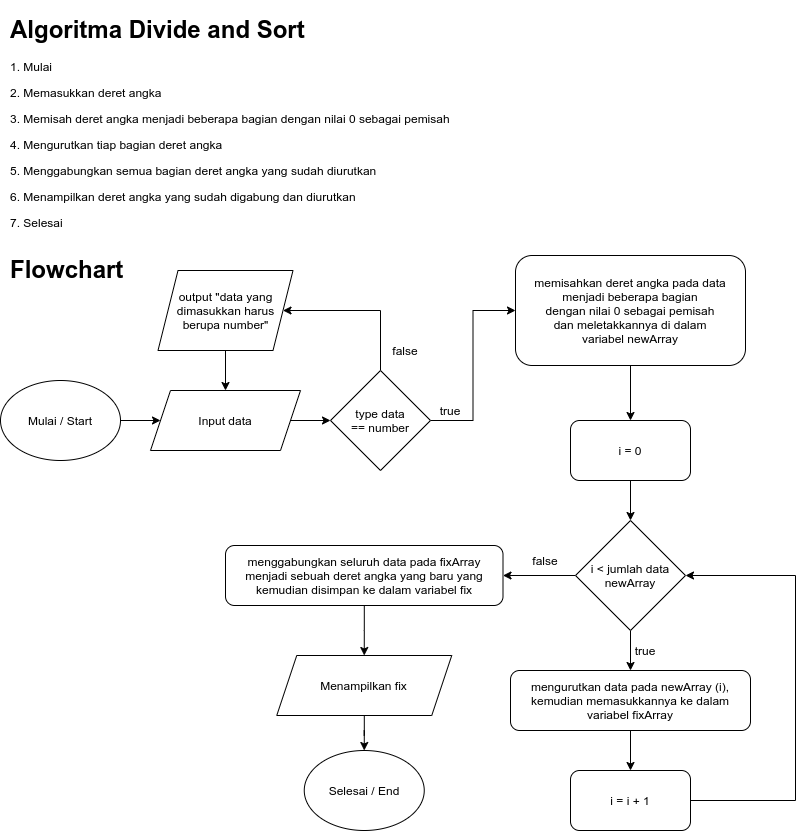 Algoritma Divide and Sort
1. Mulai
2. Memasukkan deret angka
3. Memisah deret angka menjadi beberapa bagian dengan nilai 0 sebagai pemisah
4. Mengurutkan tiap bagian deret angka
5. Menggabungkan semua bagian deret angka yang sudah diurutkan
6. Menampilkan deret angka yang sudah digabung dan diurutkan
7. Selesai
Flowchart
output "data yang
dimasukkan harus
berupa number"
false
Mulai / Start
Input data
type data
== number
true
memisahkan deret angka pada data
menjadi beberapa bagian
dengan nilai 0 sebagai pemisah
dan meletakkannya di dalam
variabel newArray
i = 0
i < jumlah data
newArray
false
menggabungkan seluruh data pada fixArray
menjadi sebuah deret angka yang baru yang
kemudian disimpan ke dalam variabel fix
true
mengurutkan data pada newArray (i),
kemudian memasukkannya ke dalam
variabel fixArray
Menampilkan fix
i = i + 1
Selesai / End